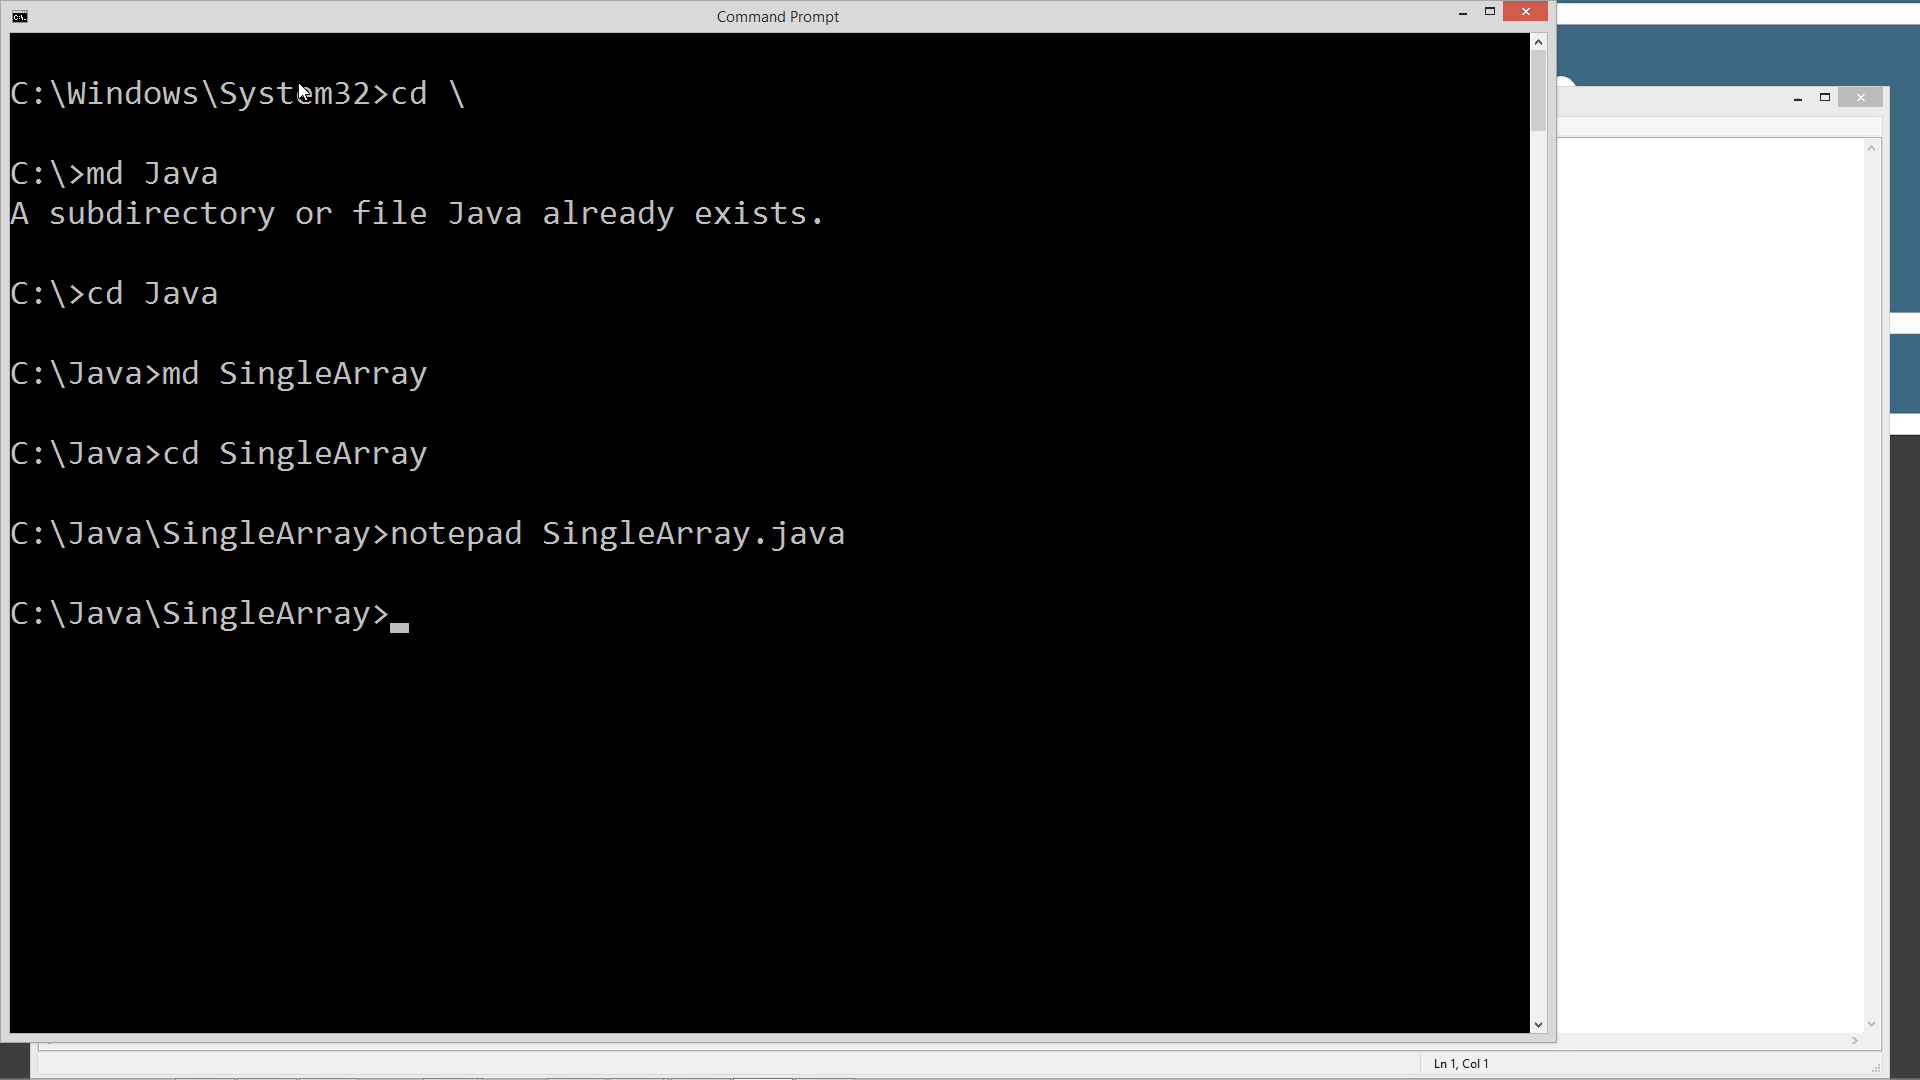 Command Prompt
C:\Windows\System32>cd \
C:\>md Java
A subdirectory or file Java already exists.
C:\>cd Java
C:\Java>md SingleArray
C:\Java>cd SingleArray
C:\Java\SingleArray>notepad SingleArray.java
C:\Java\SingleArray>
Ln 1, Col 1